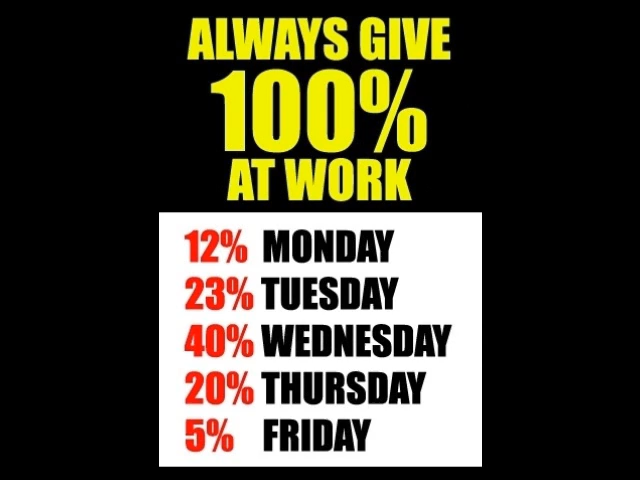 ALWAYS GIVE
100%
AT WORK
12% MONDAY
23% TUESDAY
40% WEDNESDAY
20% THURSDAY
5% FRIDAY